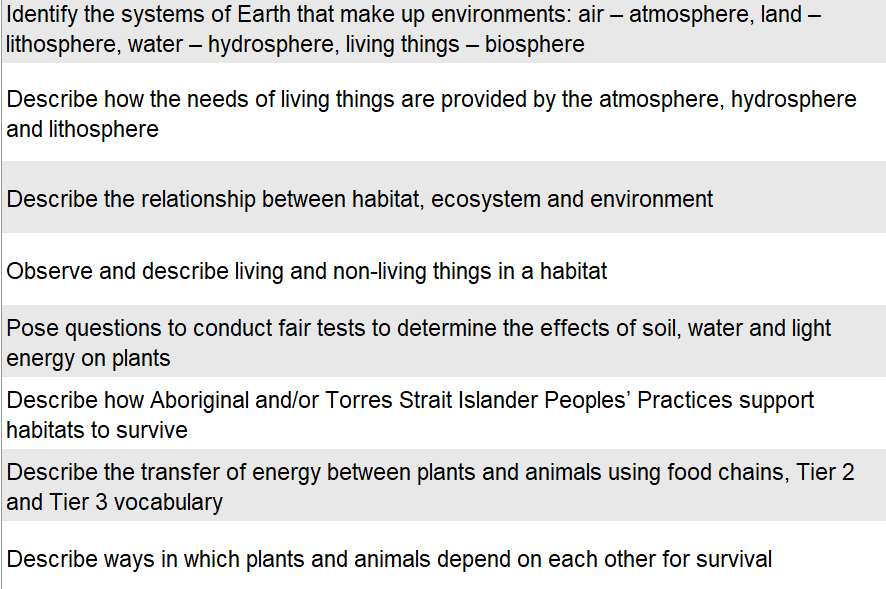 Identify the systems of Earth that make up environments: air – atmosphere, land –
lithosphere, water – hydrosphere, living things – biosphere
Describe how the needs of living things are provided by the atmosphere, hydrosphere
and lithosphere
Describe the relationship between habitat, ecosystem and environment
Observe and describe living and non-living things in a habitat
Pose questions to conduct fair tests to determine the effects of soil, water and light
energy on plants
Describe how Aboriginal and/or Torres Strait Islander Peoples’ Practices support
habitats to survive
Describe the transfer of energy between plants and animals using food chains, Tier 2
and Tier 3 vocabulary
Describe ways in which plants and animals depend on each other for survival